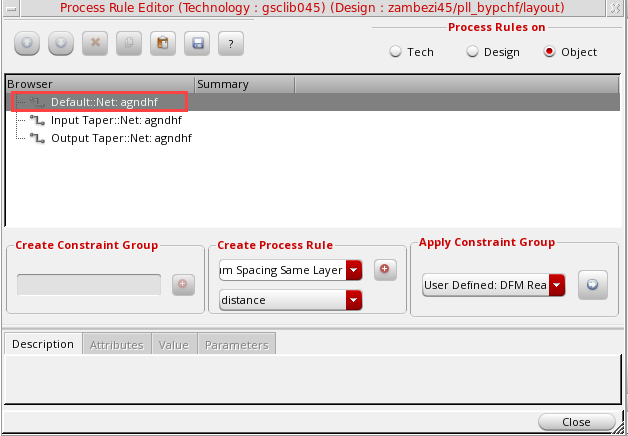 Process Rule Editor (Technology : gsclib045) (Design : zambezi45/pll_bypchf/layout)
Process Rules on
?
Tech
Design
Object
Browser
Summary
Default::Net: agndhf
Input Taper::Net: agndhf
Output Taper::Net: agndhf
Create Constraint Group
Create Process Rule
Apply Constraint Group
Spacing Same Layer
User Defined: DFM Rea
distance
Description
Attributes
Value
Parameters
Close